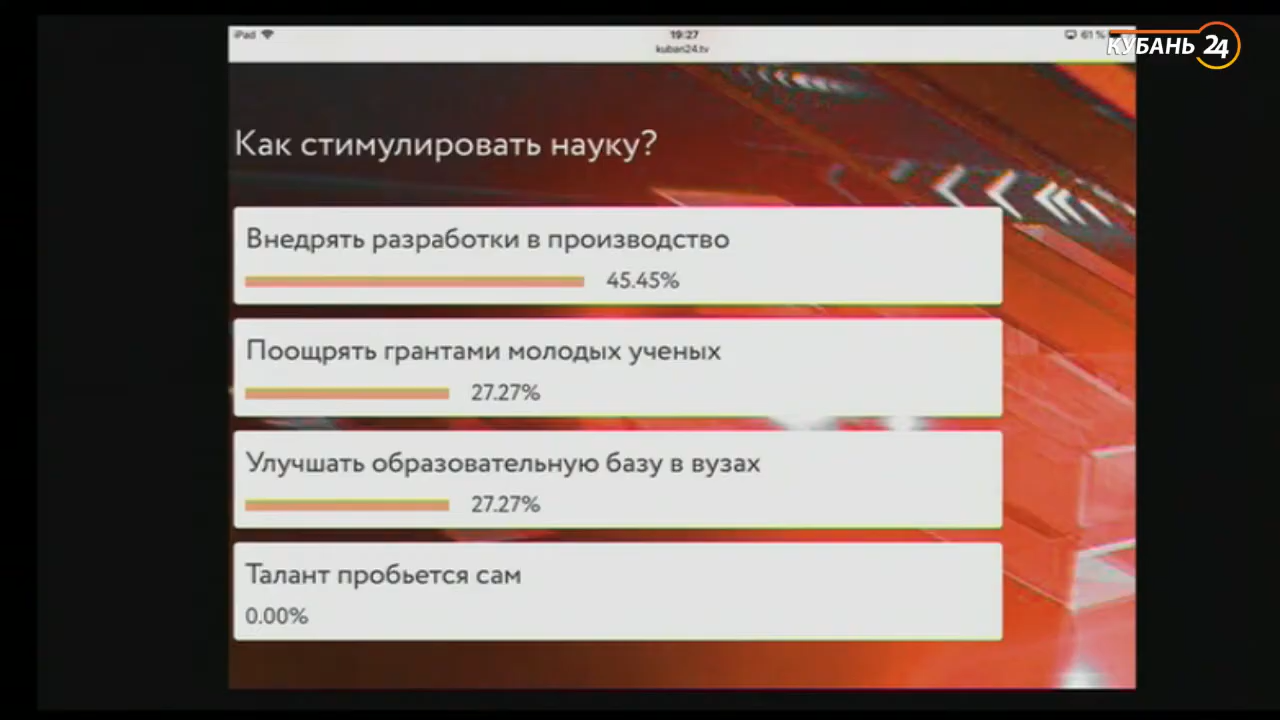 iPad
19:27
61 %
kuban24.tv
КУБАНЬ 24
Как стимулировать науку?
Внедрять разработки в производство
45.45%
Поощрять грантами молодых ученых
27.27%
Улучшать образовательную базу в вузах
27.27%
Талант пробьется сам
0.00%